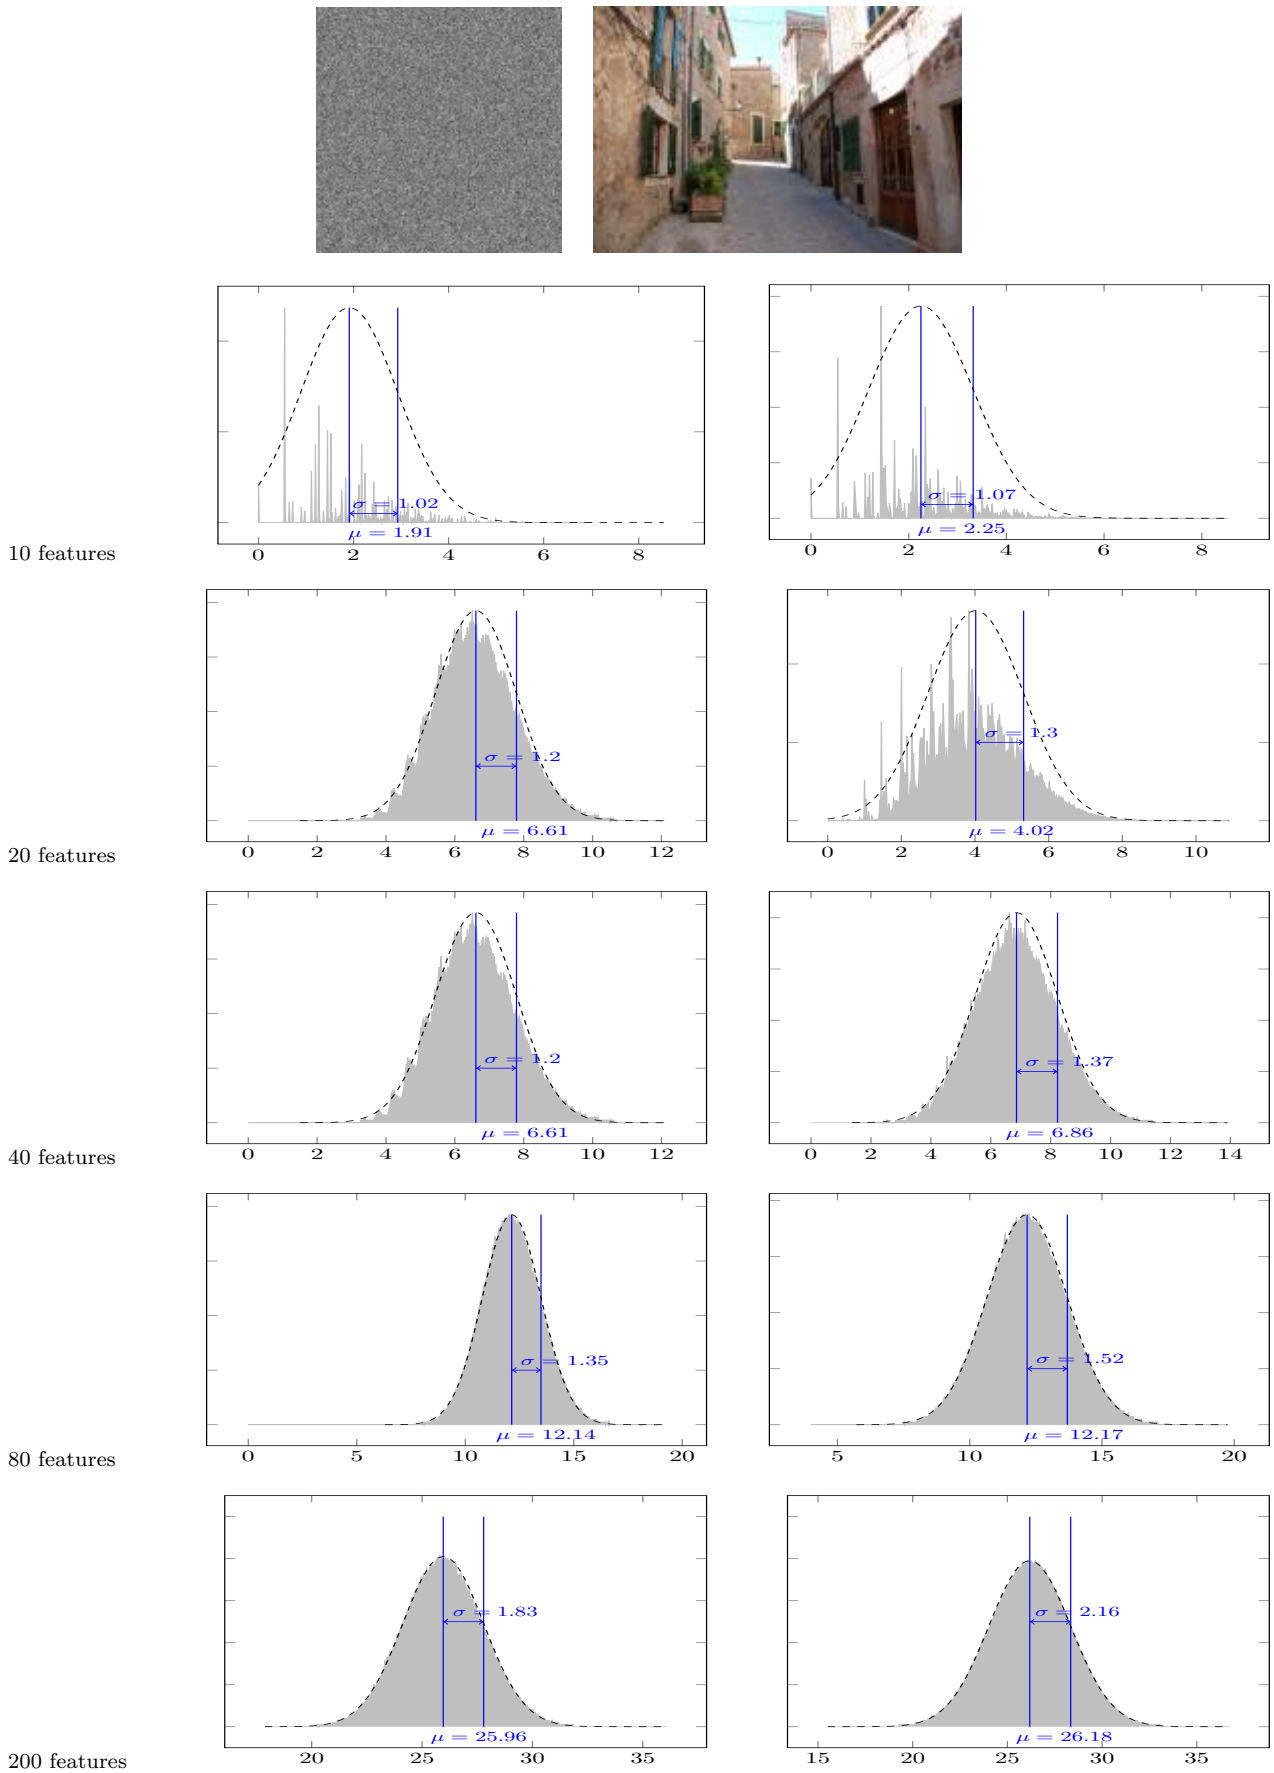 σ = 1.02 σ = 1.07
μ = 1.91 μ = 2.25
10 features
0 2 4 6 8 0 2 4 6 8
σ = 1.2 σ = 1.3
μ = 6.61 μ = 4.02
20 features
0 2 4 6 8 10 12 0 2 4 6 8 10
σ = 1.2 σ = 1.37
μ = 6.61 μ = 6.86
40 features
0 2 4 6 8 10 12 0 2 4 6 8 10 12 14
σ = 1.35 σ = 1.52
μ = 12.14 μ = 12.17
80 features
0 5 10 15 20 5 10 15 20
σ = 1.83 σ = 2.16
μ = 25.96 μ = 26.18
200 features
20 25 30 35 15 20 25 30 35